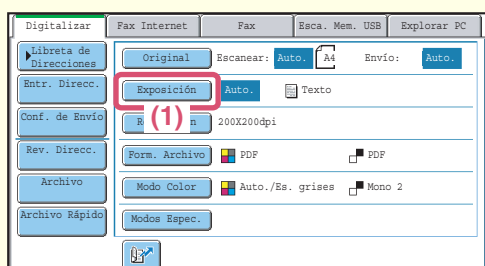 Digitalizar Fax Internet Fax Esca. Mem. USB Explorar PC
Libreta de Direcciones
Original Escanear: Auto. A4 Envío: Auto.
Entr. Direcc.
Exposición Auto. Texto
Conf. de Envío
(1) 200X200dpi
Rev. Direcc.
Form. Archivo PDF PDF
Archivo
Modo Color Auto./Es. grises Mono 2
Archivo Rápido
Modos Espec.